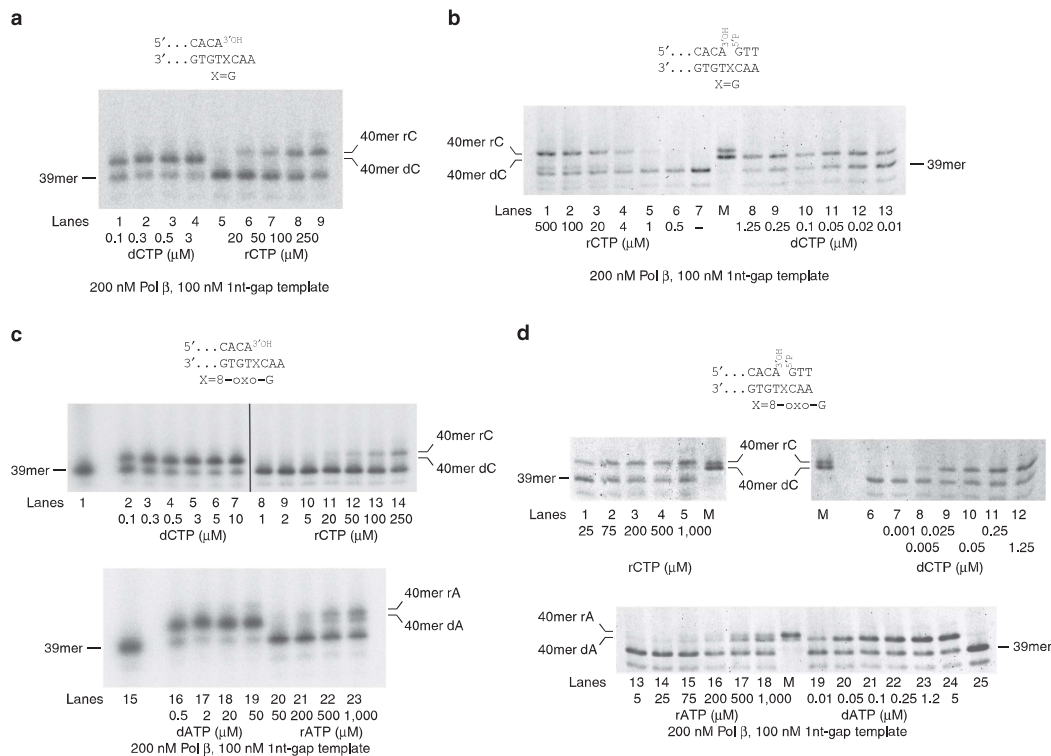 a
5′...CACA3′OH
3′...GTGTXCAA
X=G
40mer rC
40mer dC
39mer
Lanes 1 2 3 4 5 6 7 8 9
0.1 0.3 0.5 3 20 50 100 250
dCTP (μM) rCTP (μM)
200 nM Pol β, 100 nM 1nt-gap template
b
3′OH 5′P
5′...CACA GTT
3′...GTGTXCAA
X=G
40mer rC
40mer dC
39mer
Lanes 1 2 3 4 5 6 7 M 8 9 10 11 12 13
500 100 20 4 1 0.5 – 1.25 0.25 0.1 0.05 0.02 0.01
rCTP (μM) dCTP (μM)
200 nM Pol β, 100 nM 1nt-gap template
c
5′...CACA3′OH
3′...GTGTXCAA
X=8-oxo-G
40mer rC
40mer dC
39mer
Lanes 1 2 3 4 5 6 7 8 9 10 11 12 13 14
0.1 0.3 0.5 3 5 10 1 2 5 20 50 100 250
dCTP (μM) rCTP (μM)
40mer rA
40mer dA
39mer
15 16 17 18 19 20 21 22 23
0.5 2 20 50 50 200 500 1,000
dATP (μM) rATP (μM)
200 nM Pol β, 100 nM 1nt-gap template
d
3′OH 5′P
5′...CACA GTT
3′...GTGTXCAA
X=8-oxo-G
40mer rC
40mer dC
39mer
Lanes 1 2 3 4 5 M
25 75 200 500 1,000
rCTP (μM)
M 6 7 8 9 10 11 12
0.001 0.025 0.25
0.005 0.05 1.25
dCTP (μM)
40mer rA
40mer dA
39mer
Lanes 13 14 15 16 17 18 M 19 20 21 22 23 24 25
5 25 75 200 500 1,000 0.01 0.05 0.1 0.25 1.2 5
rATP (μM) dATP (μM)
200 nM Pol β, 100 nM 1nt-gap template